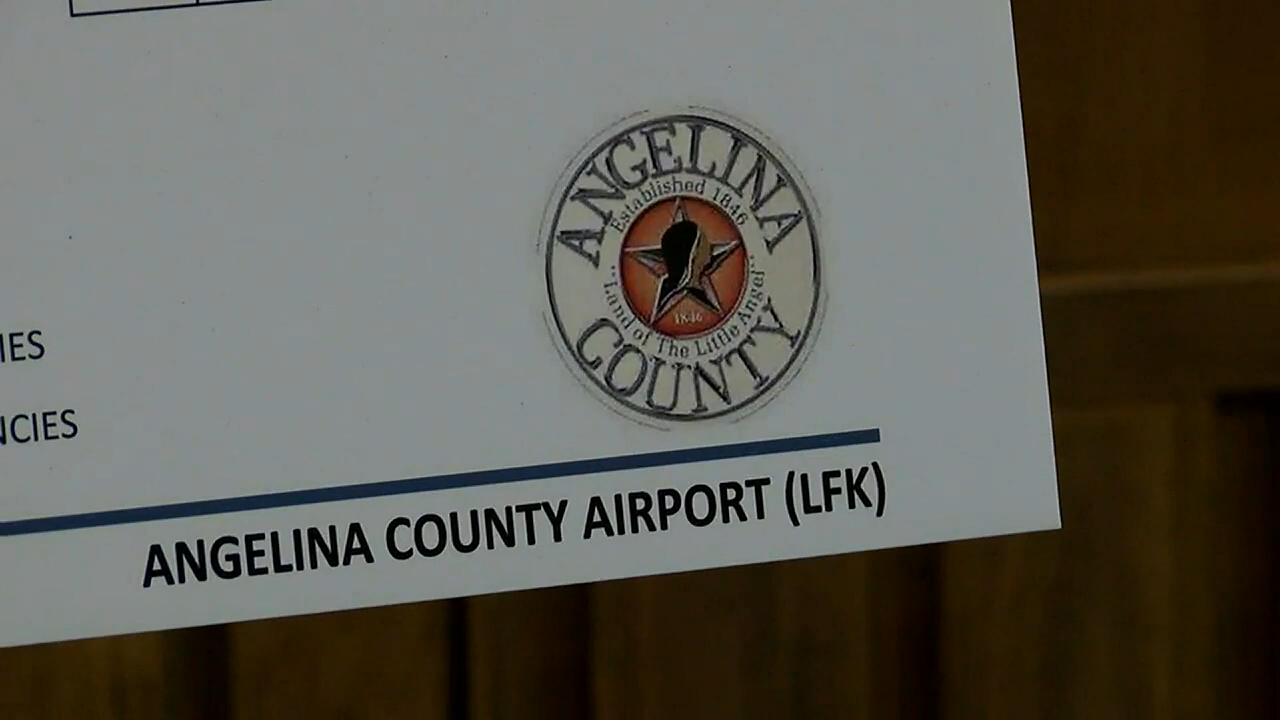 ANGELINA
Established 1846
1846
"Land of The Little Angel"
COUNTY
IES
NCIES
ANGELINA COUNTY AIRPORT (LFK)